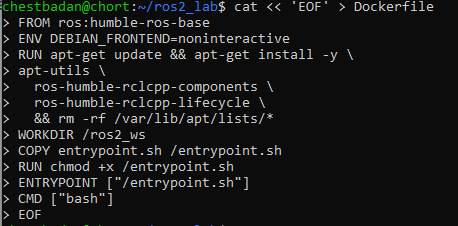 chestbadan@chort:~/ros2_lab$ cat << 'EOF' > Dockerfile
> FROM ros:humble-ros-base
> ENV DEBIAN_FRONTEND=noninteractive
> RUN apt-get update && apt-get install -y \
> apt-utils \
>   ros-humble-rclcpp-components \
>   ros-humble-rclcpp-lifecycle \
>   && rm -rf /var/lib/apt/lists/*
> WORKDIR /ros2_ws
> COPY entrypoint.sh /entrypoint.sh
> RUN chmod +x /entrypoint.sh
> ENTRYPOINT ["/entrypoint.sh"]
> CMD ["bash"]
> EOF